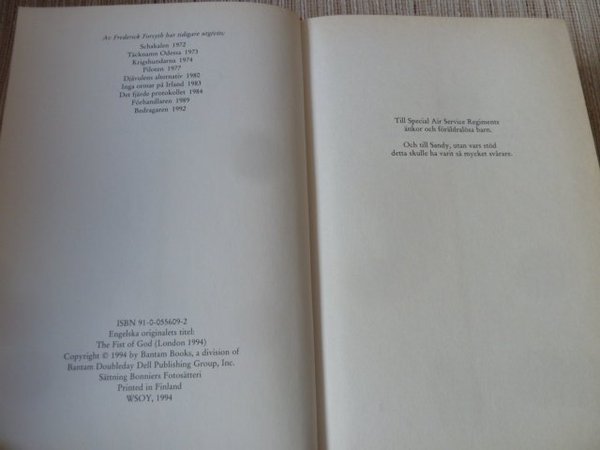 Av Frederick Forsyth har tidigare utgivits:
Schakalen 1972
Täcknamn Odessa 1973
Krigshundarna 1974
Piloten 1977
Djävulens alternativ 1980
Inga ormar på Irland 1983
Det fjärde protokollet 1984
Förhandlaren 1989
Bedragaren 1992
ISBN 91-0-055609-2
Engelska originalets titel:
The Fist of God (London 1994)
Copyright © 1994 by Bantam Books, a division of
Bantam Doubleday Dell Publishing Group, Inc.
Sättning Bonniers Fotosätteri
Printed in Finland
WSOY, 1994
Till Special Air Service Regiments
änkor och föräldralösa barn.
Och till Sandy, utan vars stöd
detta skulle ha varit så mycket svårare.